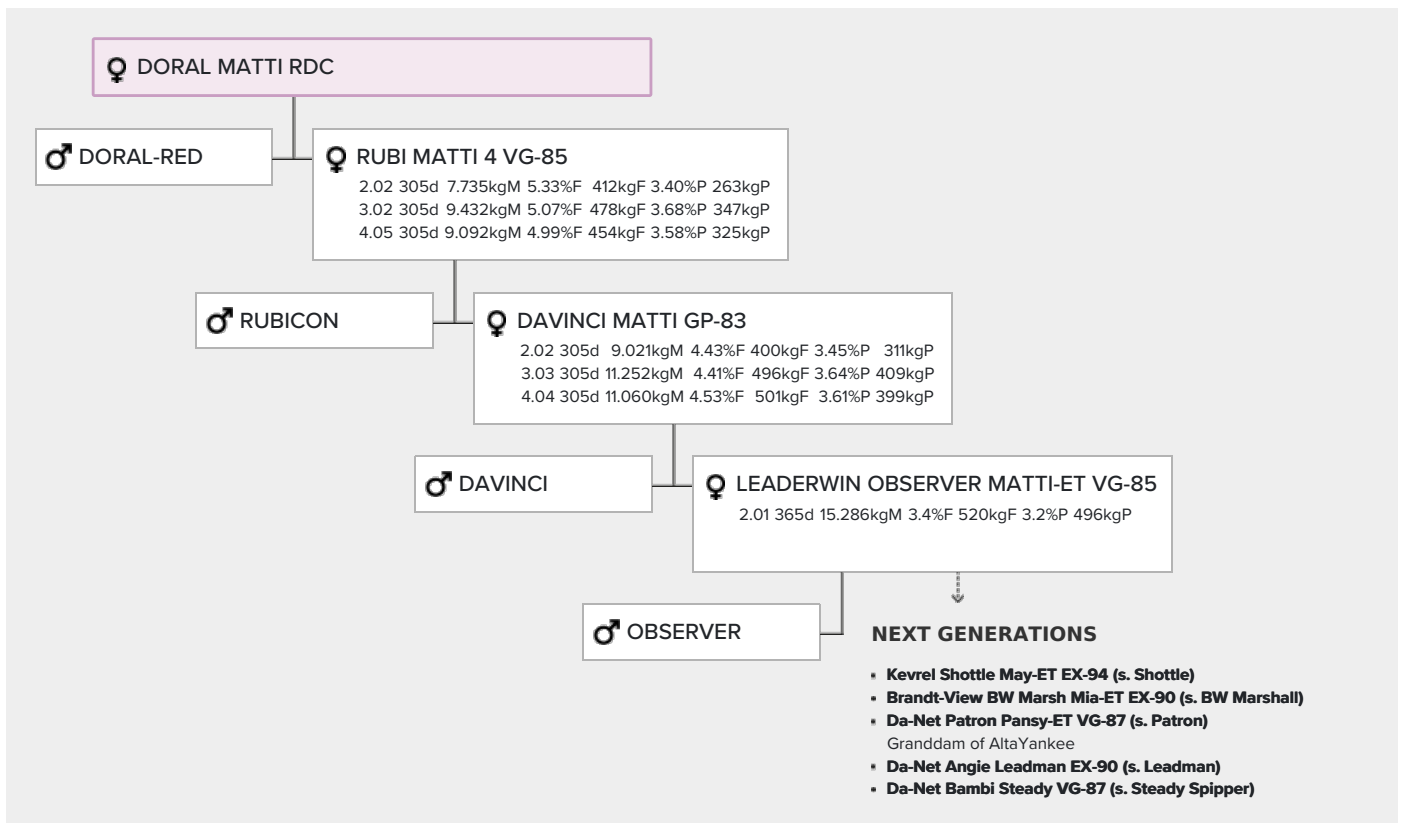 DORAL MATTI RDC
DORAL-RED
RUBI MATTI 4 VG-85
2.02 305d 7.735kgM 5.33%F 412kgF 3.40%P 263kgP
3.02 305d 9.432kgM 5.07%F 478kgF 3.68%P 347kgP
4.05 305d 9.092kgM 4.99%F 454kgF 3.58%P 325kgP
RUBICON
DAVINCI MATTI GP-83
2.02 305d 9.021kgM 4.43%F 400kgF 3.45%P 311kgP
3.03 305d 11.252kgM 4.41%F 496kgF 3.64%P 409kgP
4.04 305d 11.060kgM 4.53%F 501kgF 3.61%P 399kgP
DAVINCI
LEADERWIN OBSERVER MATTI-ET VG-85
2.01 365d 15.286kgM 3.4%F 520kgF 3.2%P 496kgP
OBSERVER
NEXT GENERATIONS
▪ Kevrel Shottle May-ET EX-94 (s. Shottle)
▪ Brandt-View BW Marsh Mia-ET EX-90 (s. BW Marshall)
▪ Da-Net Patron Pansy-ET VG-87 (s. Patron)
Granddam of AltaYankee
▪ Da-Net Angie Leadman EX-90 (s. Leadman)
▪ Da-Net Bambi Steady VG-87 (s. Steady Spipper)